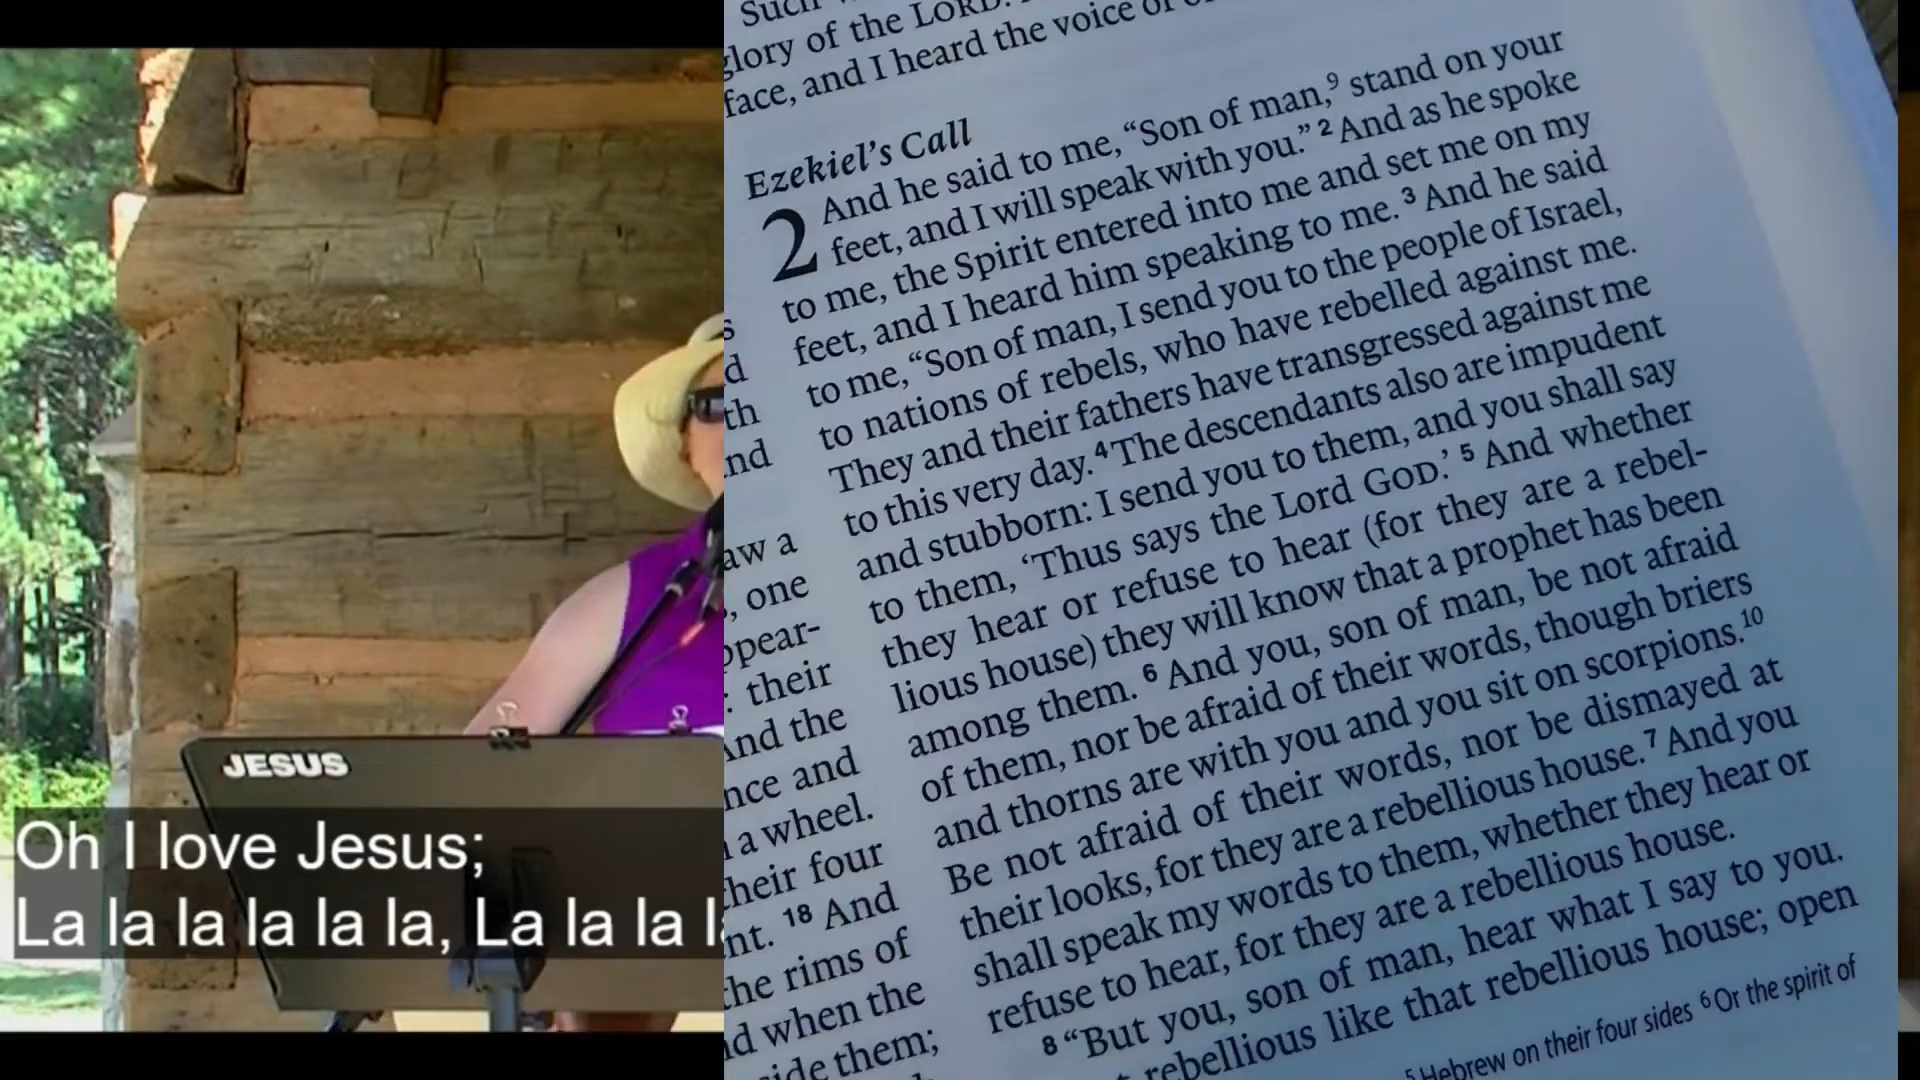 JESUS
Oh I love Jesus;
La la la la la la, La la la
Such
glory of the LORD.
face, and I heard the voice of
Ezekiel's Call
2 And he said to me, “Son of man,⁹ stand on your
feet, and I will speak with you.” ² And as he spoke
to me, the Spirit entered into me and set me on my
feet, and I heard him speaking to me. ³ And he said
to me, “Son of man, I send you to the people of Israel,
to nations of rebels, who have rebelled against me.
They and their fathers have transgressed against me
to this very day. ⁴ The descendants also are impudent
and stubborn: I send you to them, and you shall say
to them, ‘Thus says the Lord GOD.’ ⁵ And whether
they hear or refuse to hear (for they are a rebel-
lious house) they will know that a prophet has been
among them. ⁶ And you, son of man, be not afraid
of them, nor be afraid of their words, though briers
and thorns are with you and you sit on scorpions.¹⁰
Be not afraid of their words, nor be dismayed at
their looks, for they are a rebellious house. ⁷ And you
shall speak my words to them, whether they hear or
refuse to hear, for they are a rebellious house.
8 “But you, son of man, hear what I say to you.
rebellious like that rebellious house; open
⁵ Hebrew on their four sides ⁶ Or the spirit of
s
d
th
nd
aw a
, one
ppear-
: their
And the
nce and
a wheel.
heir four
nt. ¹⁸ And
the rims of
d when the
side them;